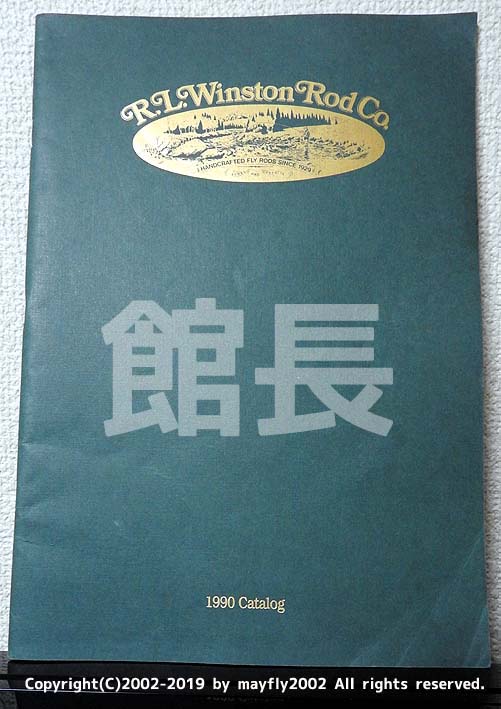 R.L.Winston Rod Co.
HANDCRAFTED FLY RODS SINCE 1929
館長
1990 Catalog
Copyright(C)2002-2019 by mayfly2002 All rights reserved.